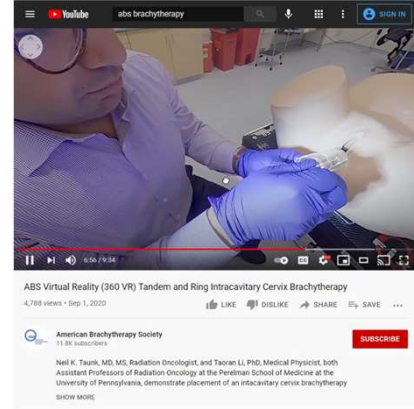 YouTube
abs brachytherapy
SIGN IN
6:56 / 9:34
ABS Virtual Reality (360 VR) Tandem and Ring Intracavitary Cervix Brachytherapy
4,788 views • Sep 1, 2020
LIKE DISLIKE SHARE SAVE
American Brachytherapy Society
11.8K subscribers
SUBSCRIBE
Neil K. Taunk, MD, MS, Radiation Oncologist, and Taoran Li, PhD, Medical Physicist, both
Assistant Professors of Radiation Oncology at the Perelman School of Medicine at the
University of Pennsylvania, demonstrate placement of an intacavitary cervix brachytherapy
SHOW MORE